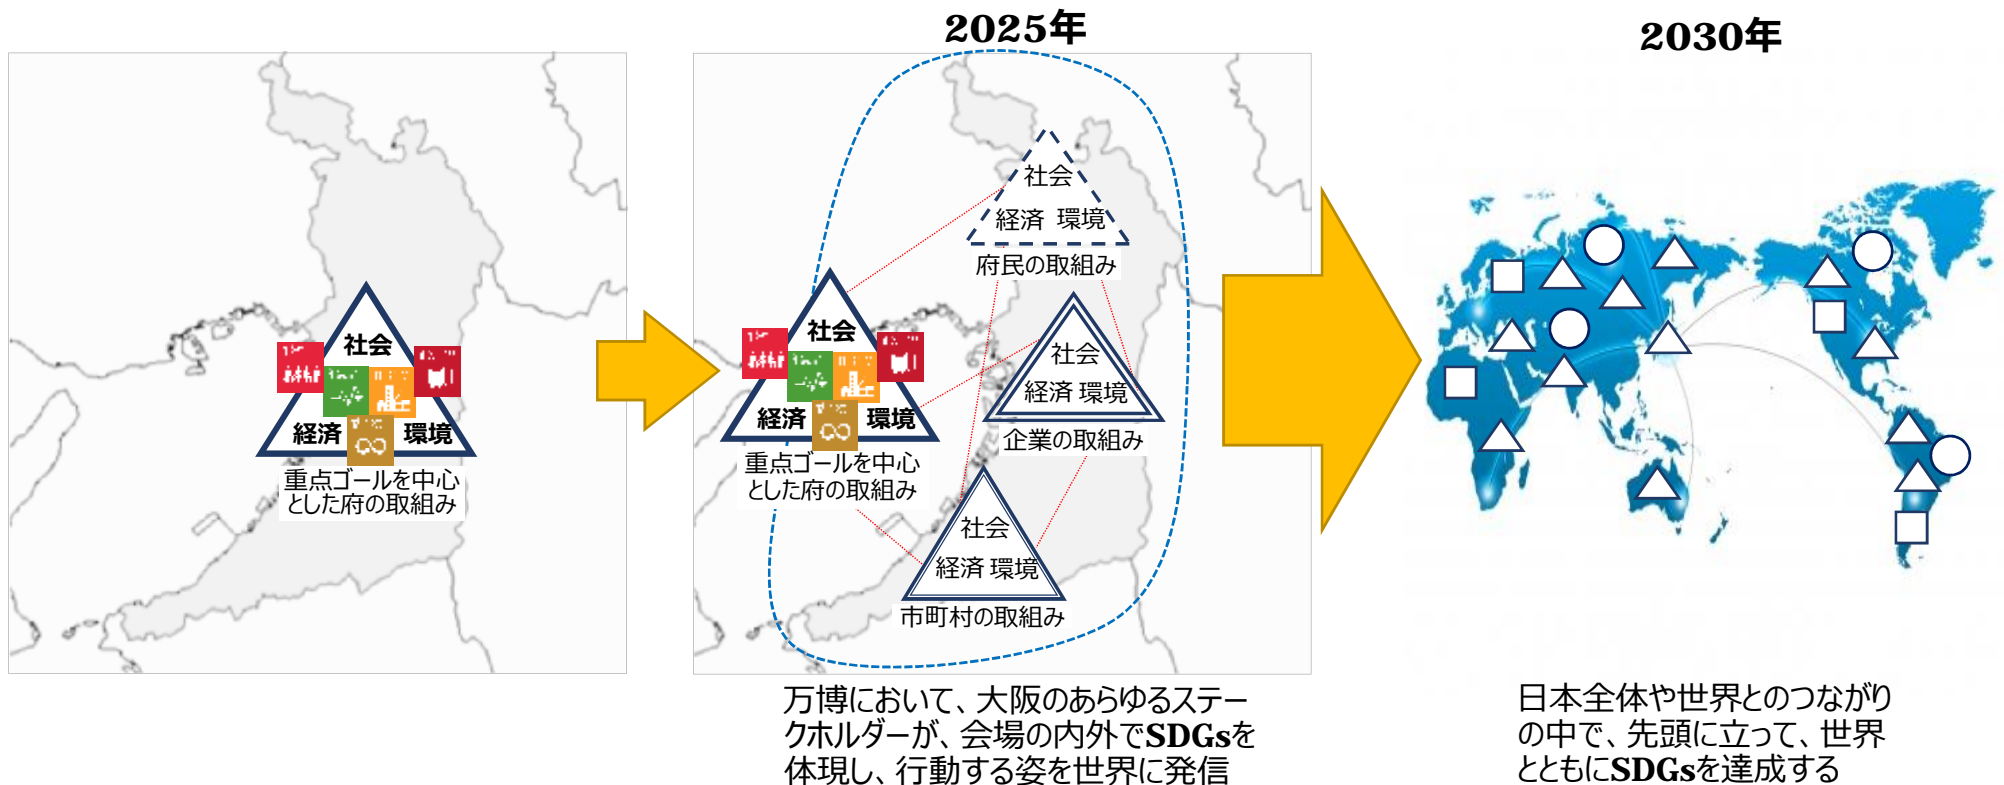 社会
経済
環境
重点ゴールを中心
とした府の取組み
2025年
社会
経済 環境
府民の取組み
社会
経済
環境
重点ゴールを中心
とした府の取組み
社会
経済 環境
企業の取組み
社会
経済 環境
市町村の取組み
万博において、大阪のあらゆるステー
クホルダーが、会場の内外でSDGsを
体現し、行動する姿を世界に発信
2030年
日本全体や世界とのつながり
の中で、先頭に立って、世界
とともにSDGsを達成する